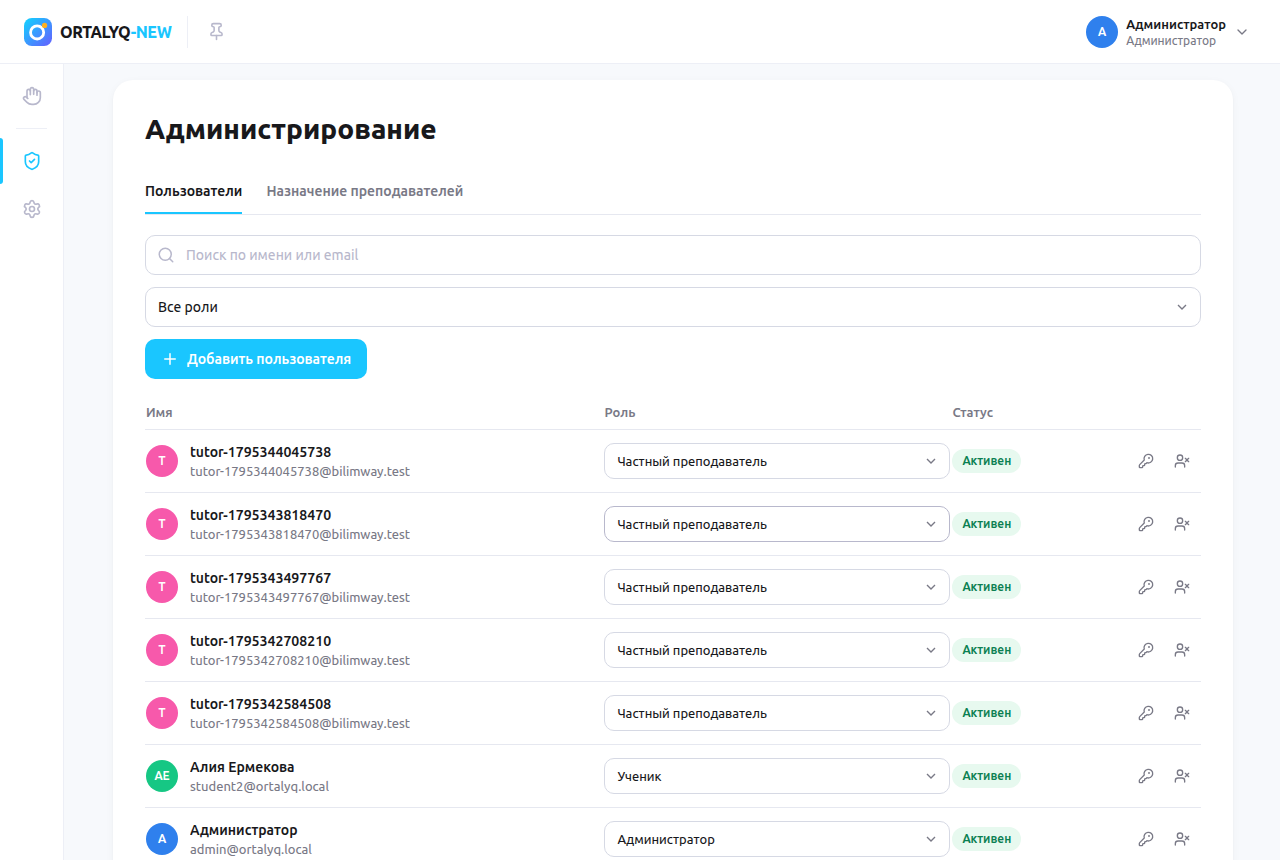 ORTALYQ-NEW
А
Администратор
Администратор
Администрирование
Пользователи
Назначение преподавателей
Поиск по имени или email
Все роли
Добавить пользователя
Имя
Роль
Статус
T
tutor-1795344045738
tutor-1795344045738@bilimway.test
Частный преподаватель
Активен
T
tutor-1795343818470
tutor-1795343818470@bilimway.test
Частный преподаватель
Активен
T
tutor-1795343497767
tutor-1795343497767@bilimway.test
Частный преподаватель
Активен
T
tutor-1795342708210
tutor-1795342708210@bilimway.test
Частный преподаватель
Активен
T
tutor-1795342584508
tutor-1795342584508@bilimway.test
Частный преподаватель
Активен
АЕ
Алия Ермекова
student2@ortalyq.local
Ученик
Активен
А
Администратор
admin@ortalyq.local
Администратор
Активен